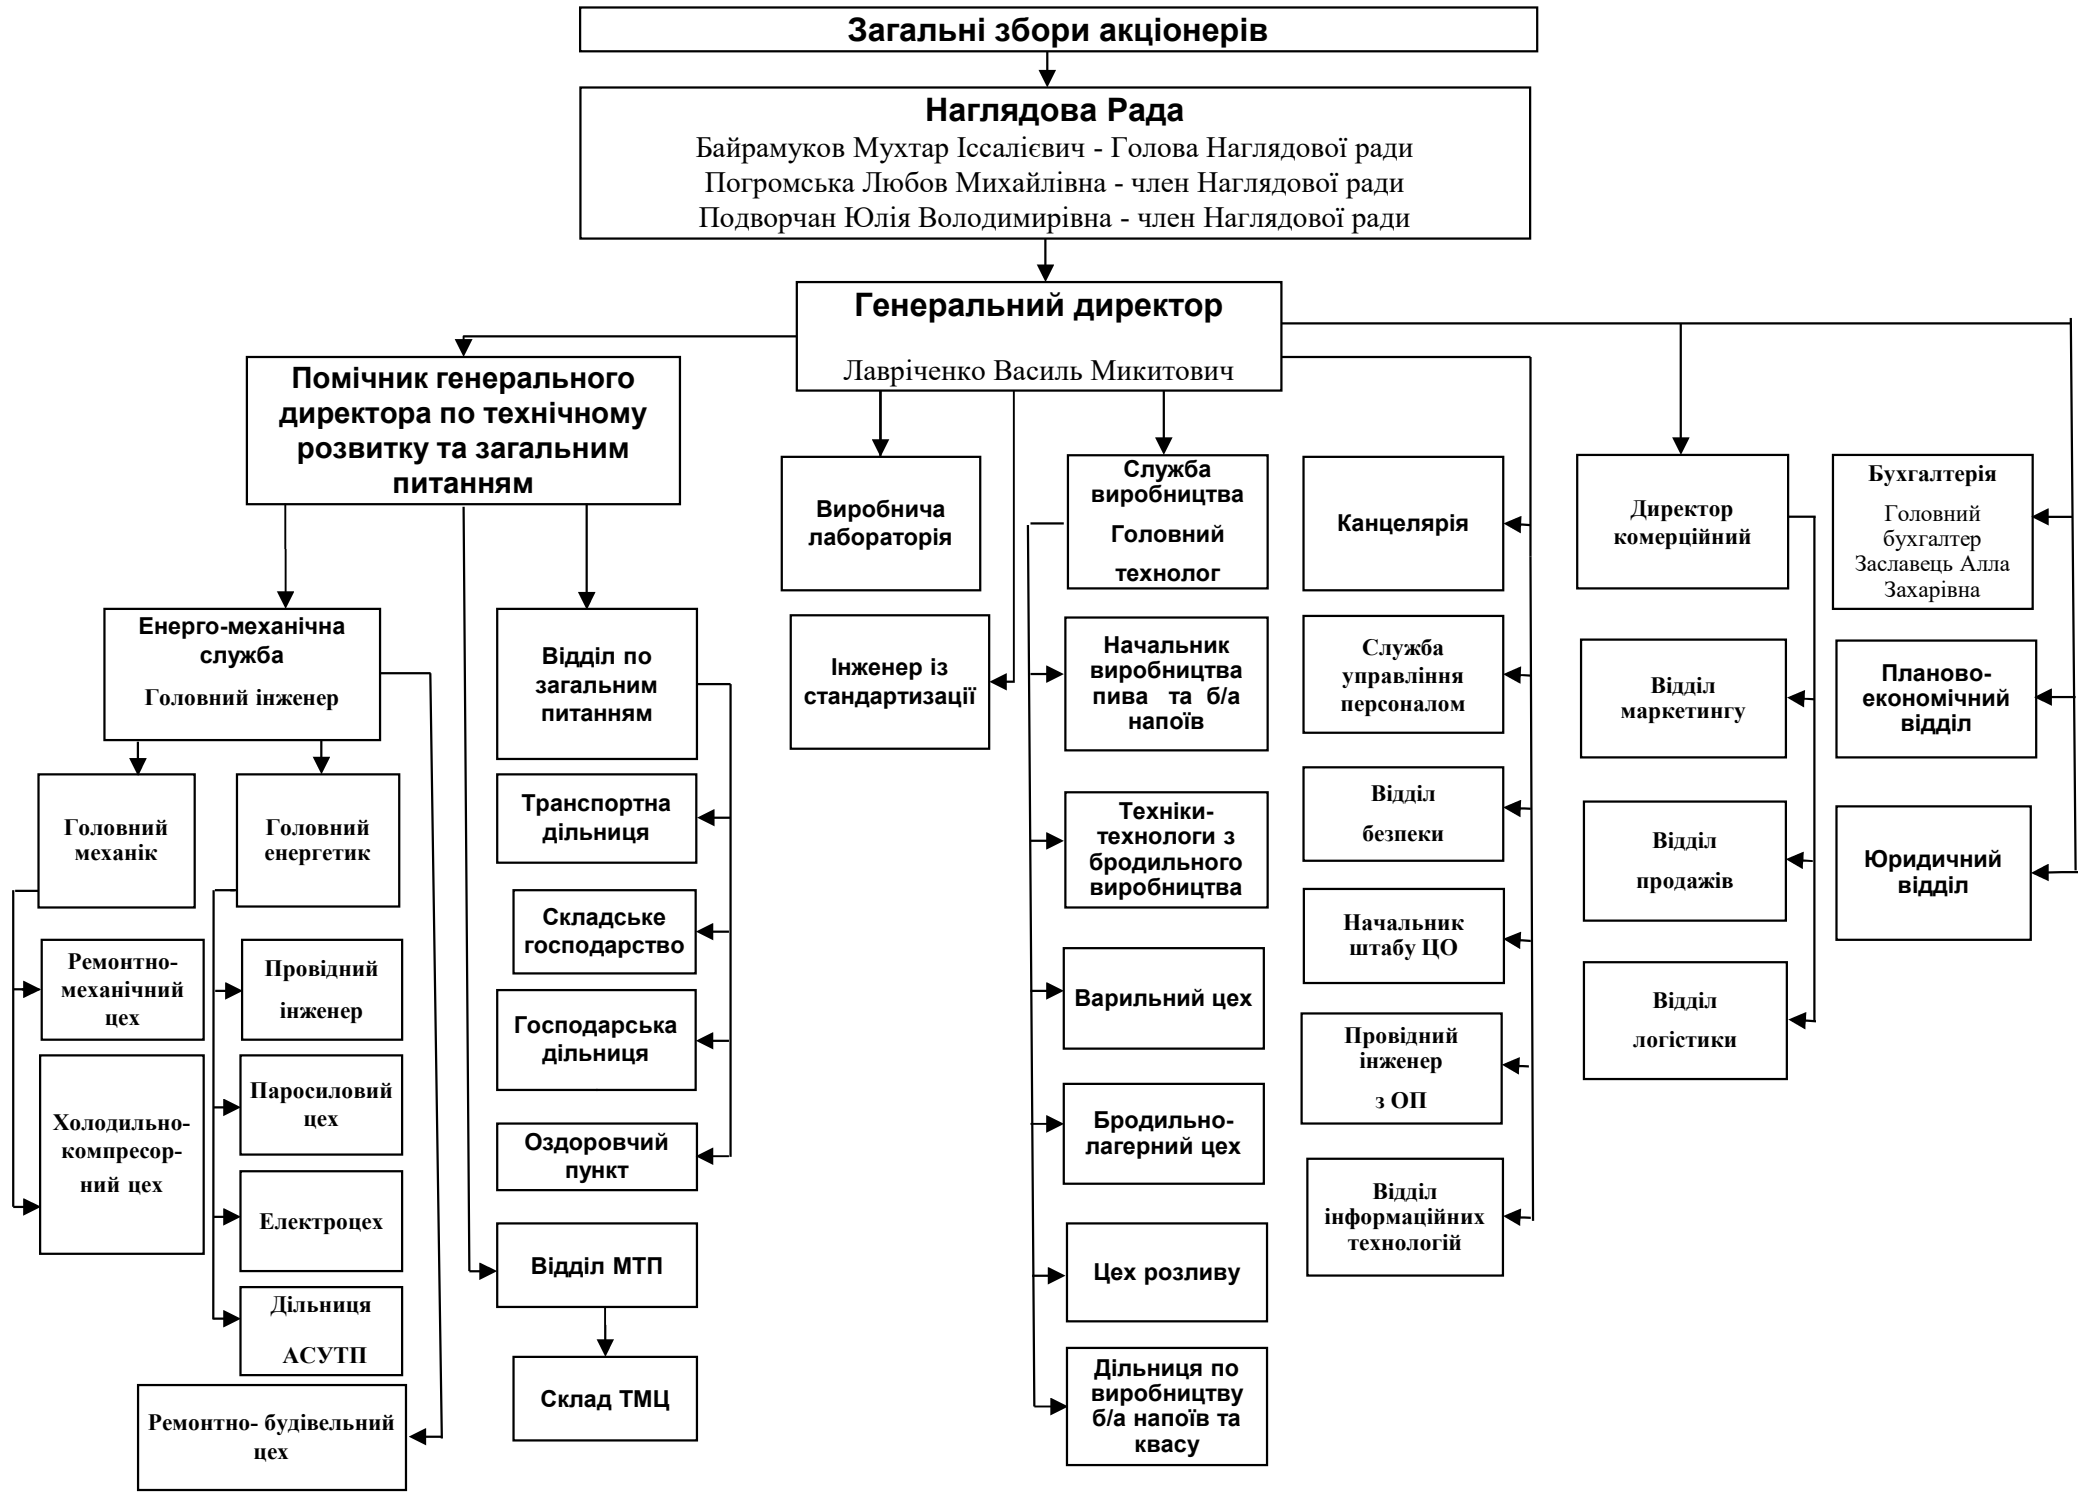 Загальні збори акціонерів
Наглядова Рада
Байрамуков Мухтар Іссалієвич - Голова Наглядової ради
Погромська Любов Михайлівна - член Наглядової ради
Подворчан Юлія Володимирівна - член Наглядової ради
Генеральний директор
Лавріченко Василь Микитович
Помічник генерального
директора по технічному
розвитку та загальним
питанням
Виробнича
лабораторія
Служба
виробництва
Головний
технолог
Канцелярія
Директор
комерційний
Бухгалтерія
Головний
бухгалтер
Заславець Алла
Захарівна
Енерго-механічна
служба
Головний інженер
Відділ по
загальним
питанням
Інженер із
стандартизації
Начальник
виробництва
пива та б/а
напоїв
Служба
управління
персоналом
Відділ
маркетингу
Планово-
економічний
відділ
Головний
механік
Головний
енергетик
Транспортна
дільниця
Техніки-
технологи з
бродильного
виробництва
Відділ
безпеки
Відділ
продажів
Юридичний
відділ
Складське
господарство
Начальник
штабу ЦО
Ремонтно-
механічний
цех
Провідний
інженер
Господарська
дільниця
Варильний цех
Відділ
логістики
Провідний
інженер
з ОП
Холодильно-
компресор-
ний цех
Паросиловий
цех
Оздоровчий
пункт
Бродильно-
лагерний цех
Електроцех
Відділ
інформаційних
технологій
Відділ МТП
Цех розливу
Дільниця
АСУТП
Склад ТМЦ
Дільниця по
виробництву
б/а напоїв та
квасу
Ремонтно- будівельний
цех